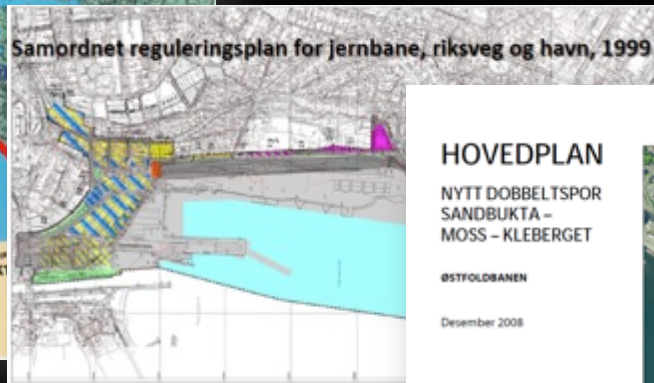 Samordnet reguleringsplan for jernbane, riksveg og havn, 1999
HOVEDPLAN
NYTT DOBBELTSPOR
SANDBUKTA –
MOSS – KLEBERGET
ØSTFOLDBANEN
Desember 2008